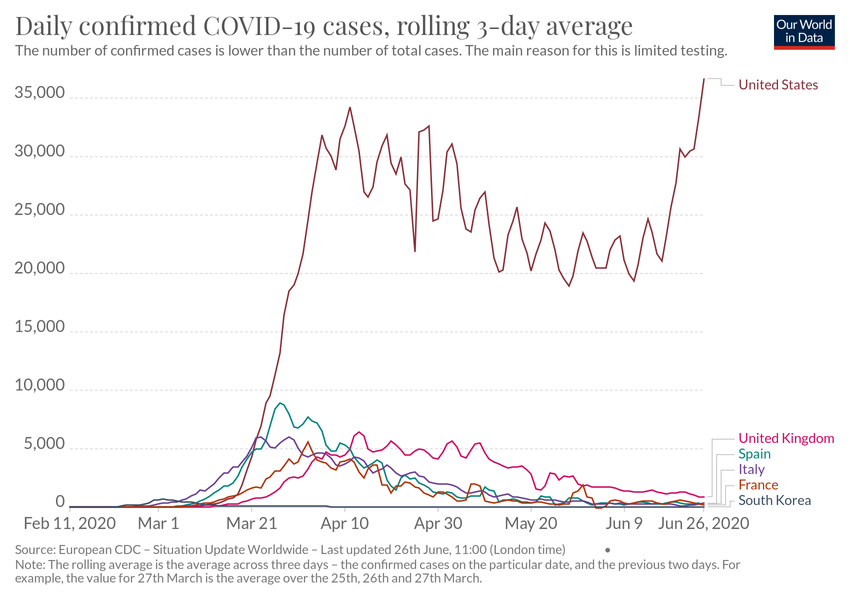 Daily confirmed COVID-19 cases, rolling 3-day average
Our World
in Data
The number of confirmed cases is lower than the number of total cases. The main reason for this is limited testing.
35,000
30,000
25,000
20,000
15,000
10,000
5,000
0
United States
United Kingdom
Spain
Italy
France
South Korea
Feb 11, 2020
Mar 1
Mar 21
Apr 10
Apr 30
May 20
Jun 9
Jun 26, 2020
Source: European CDC – Situation Update Worldwide – Last updated 26th June, 11:00 (London time)
Note: The rolling average is the average across three days – the confirmed cases on the particular date, and the previous two days. For
example, the value for 27th March is the average over the 25th, 26th and 27th March.